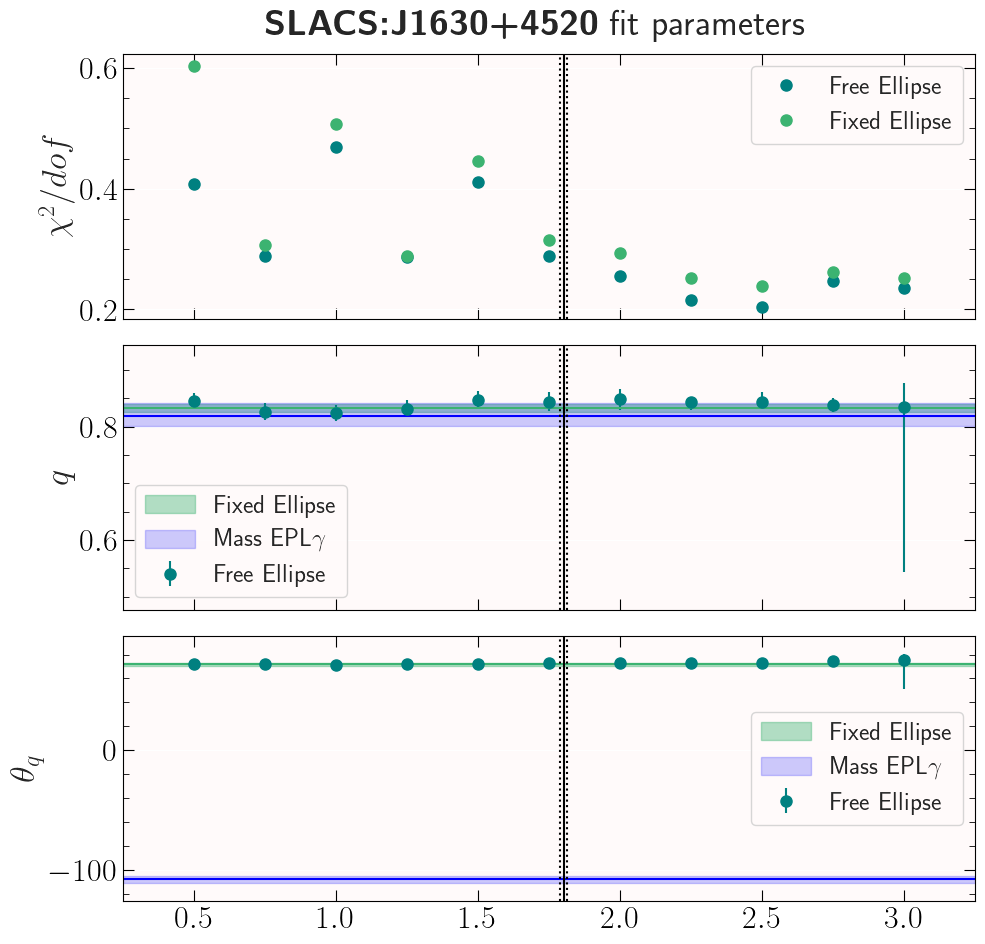 SLACS:J1630+4520 fit parameters
0.6
0.4
0.2
χ²/dof
Free Ellipse
Fixed Ellipse
0.8
0.6
q
Fixed Ellipse
Mass EPLγ
Free Ellipse
0
−100
θ_q
Fixed Ellipse
Mass EPLγ
Free Ellipse
0.5 1.0 1.5 2.0 2.5 3.0